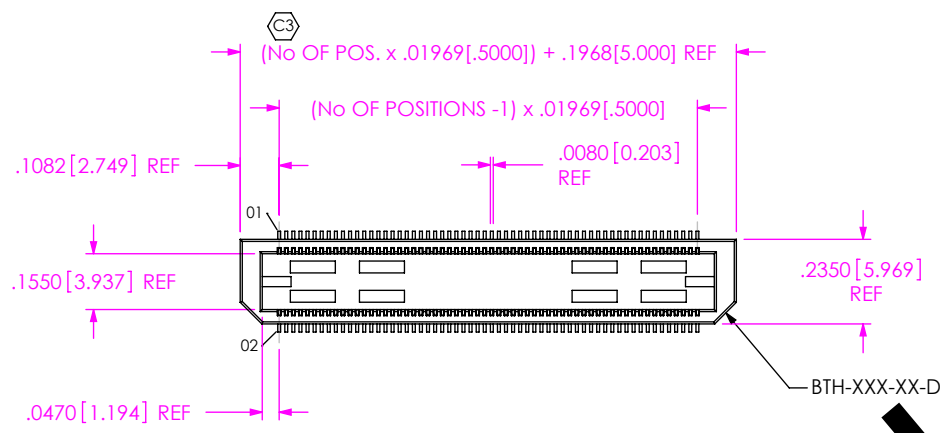 C3
(No OF POS. x .01969[.5000]) + .1968[5.000] REF
(No OF POSITIONS -1) x .01969[.5000]
.1082[2.749] REF
.0080[0.203]
REF
01
.1550[3.937] REF
.2350[5.969]
REF
02
BTH-XXX-XX-D
.0470[1.194] REF